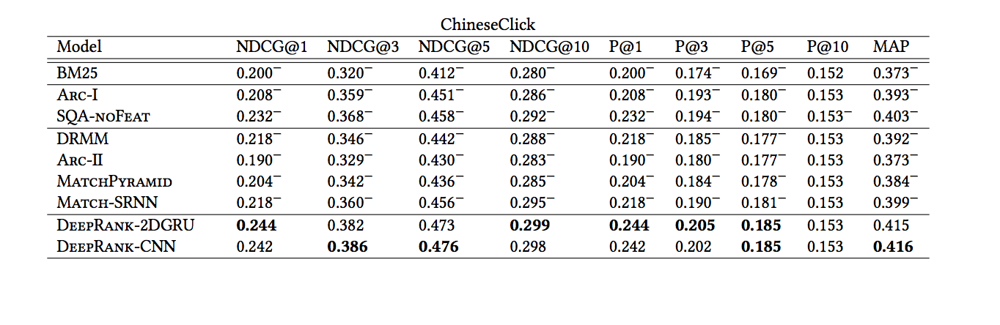 ChineseClick
Model NDCG@1 NDCG@3 NDCG@5 NDCG@10 P@1 P@3 P@5 P@10 MAP
BM25 0.200⁻ 0.320⁻ 0.412⁻ 0.280⁻ 0.200⁻ 0.174⁻ 0.169⁻ 0.152 0.373⁻
Arc-I 0.208⁻ 0.359⁻ 0.451⁻ 0.286⁻ 0.208⁻ 0.193⁻ 0.180⁻ 0.153 0.393⁻
SQA-noFeat 0.232⁻ 0.368⁻ 0.458⁻ 0.292⁻ 0.232⁻ 0.194⁻ 0.180⁻ 0.153⁻ 0.403⁻
DRMM 0.218⁻ 0.346⁻ 0.442⁻ 0.288⁻ 0.218⁻ 0.185⁻ 0.177⁻ 0.153 0.392⁻
Arc-II 0.190⁻ 0.329⁻ 0.430⁻ 0.283⁻ 0.190⁻ 0.180⁻ 0.177⁻ 0.153 0.373⁻
MatchPyramid 0.204⁻ 0.342⁻ 0.436⁻ 0.285⁻ 0.204⁻ 0.184⁻ 0.178⁻ 0.153 0.384⁻
Match-SRNN 0.218⁻ 0.360⁻ 0.456⁻ 0.295⁻ 0.218⁻ 0.190⁻ 0.181⁻ 0.153 0.399⁻
DeepRank-2DGRU 0.244 0.382 0.473 0.299 0.244 0.205 0.185 0.153 0.415
DeepRank-CNN 0.242 0.386 0.476 0.298 0.242 0.202 0.185 0.153 0.416